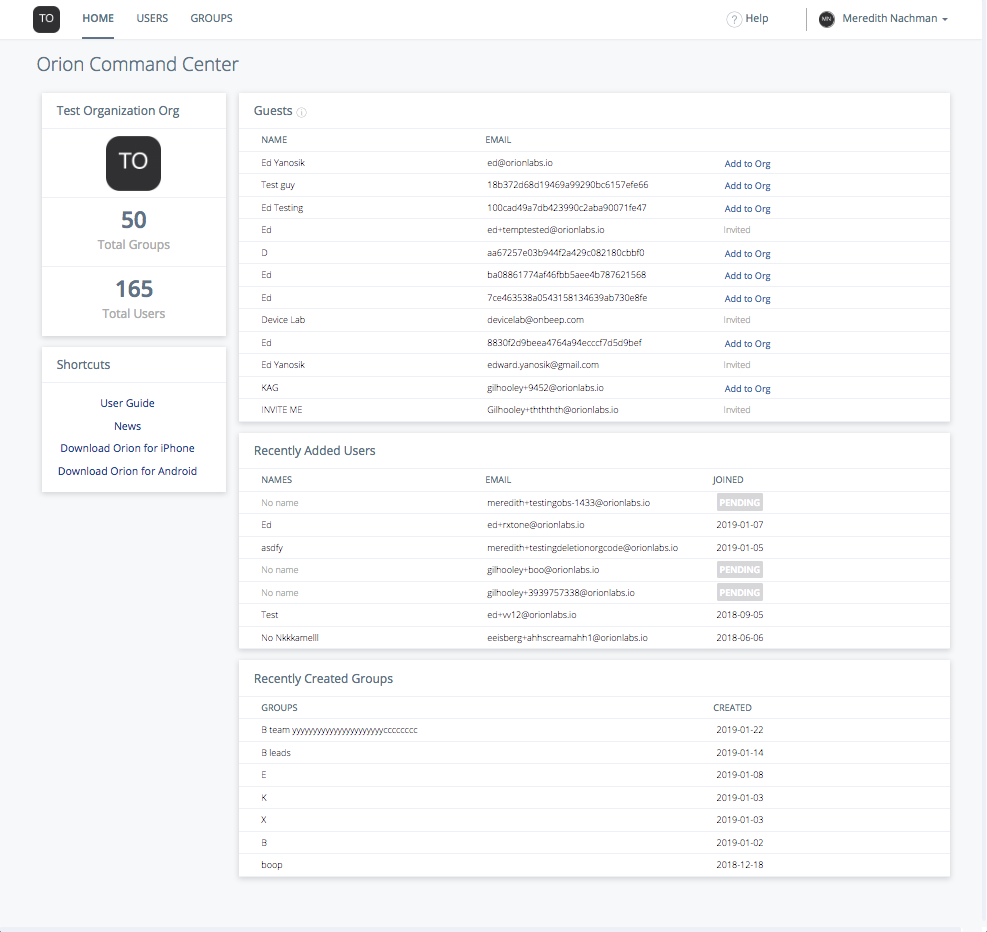 TO HOME USERS GROUPS ? Help MN Meredith Nachman
Orion Command Center
Test Organization Org
TO
50
Total Groups
165
Total Users
Shortcuts
User Guide
News
Download Orion for iPhone
Download Orion for Android
Guests i
NAME EMAIL
Ed Yanosik ed@orionlabs.io Add to Org
Test guy 18b372d68d19469a99290bc6157efe66 Add to Org
Ed Testing 100cad49a7db423990c2aba90071fe47 Add to Org
Ed ed+temptested@orionlabs.io Invited
D aa67257e03b944f2a429c082180cbbf0 Add to Org
Ed ba08861774af46fbb5aee4b787621568 Add to Org
Ed 7ce463538a0543158134639ab730e8fe Add to Org
Device Lab devicelab@onbeep.com Invited
Ed 8830f2d9beea4764a94ecccf7d5d9bef Add to Org
Ed Yanosik edward.yanosik@gmail.com Invited
KAG gilhooley+9452@orionlabs.io Add to Org
INVITE ME Gilhooley+thththth@orionlabs.io Invited
Recently Added Users
NAMES EMAIL JOINED
No name meredith+testingobs-1433@orionlabs.io PENDING
Ed ed+rxtone@orionlabs.io 2019-01-07
asdfy meredith+testingdeletionorgcode@orionlabs.io 2019-01-05
No name gilhooley+boo@orionlabs.io PENDING
No name gilhooley+3939757338@orionlabs.io PENDING
Test ed+vv12@orionlabs.io 2018-09-05
No Nkkkamelll eeisberg+ahhscreamahh1@orionlabs.io 2018-06-06
Recently Created Groups
GROUPS CREATED
B team yyyyyyyyyyyyyyyyyyyyyycccccccc 2019-01-22
B leads 2019-01-14
E 2019-01-08
K 2019-01-03
X 2019-01-03
B 2019-01-02
boop 2018-12-18